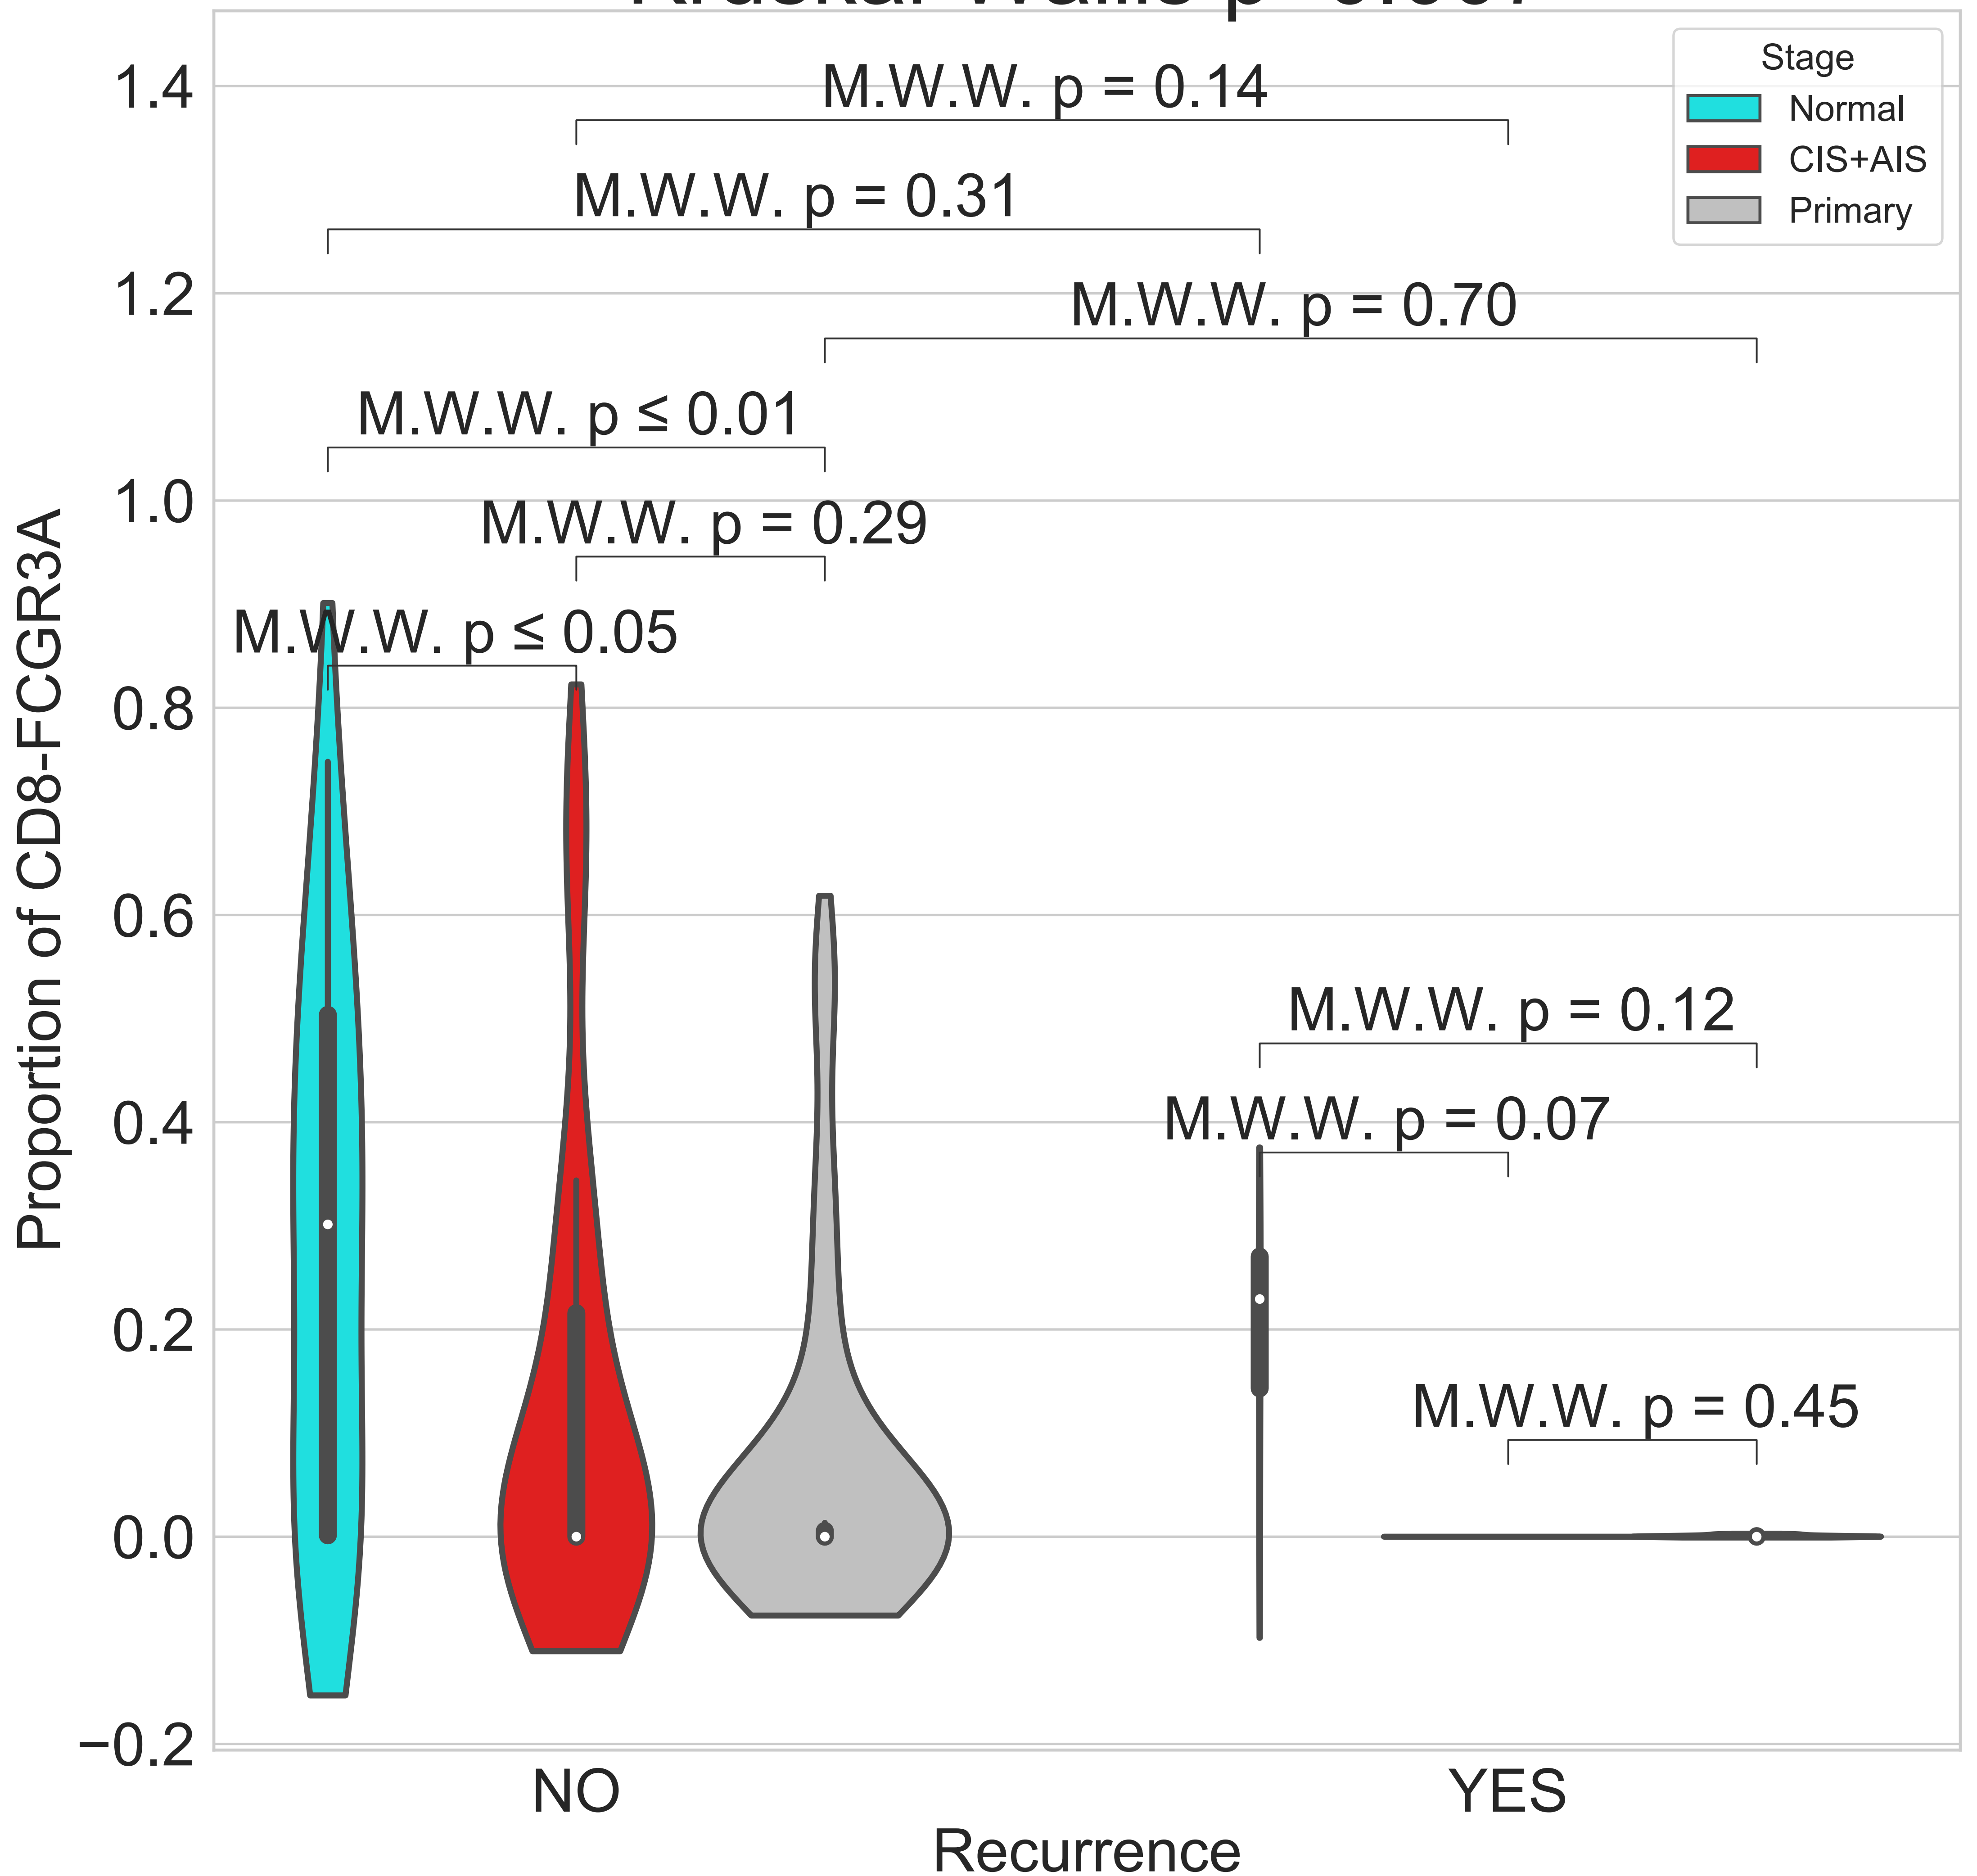 Stage
Normal
CIS+AIS
Primary
M.W.W. p = 0.14
M.W.W. p = 0.31
M.W.W. p = 0.70
M.W.W. p ≤ 0.01
M.W.W. p = 0.29
M.W.W. p ≤ 0.05
M.W.W. p = 0.12
M.W.W. p = 0.07
M.W.W. p = 0.45
Proportion of CD8-FCGR3A
1.4
1.2
1.0
0.8
0.6
0.4
0.2
0.0
−0.2
NO
YES
Recurrence